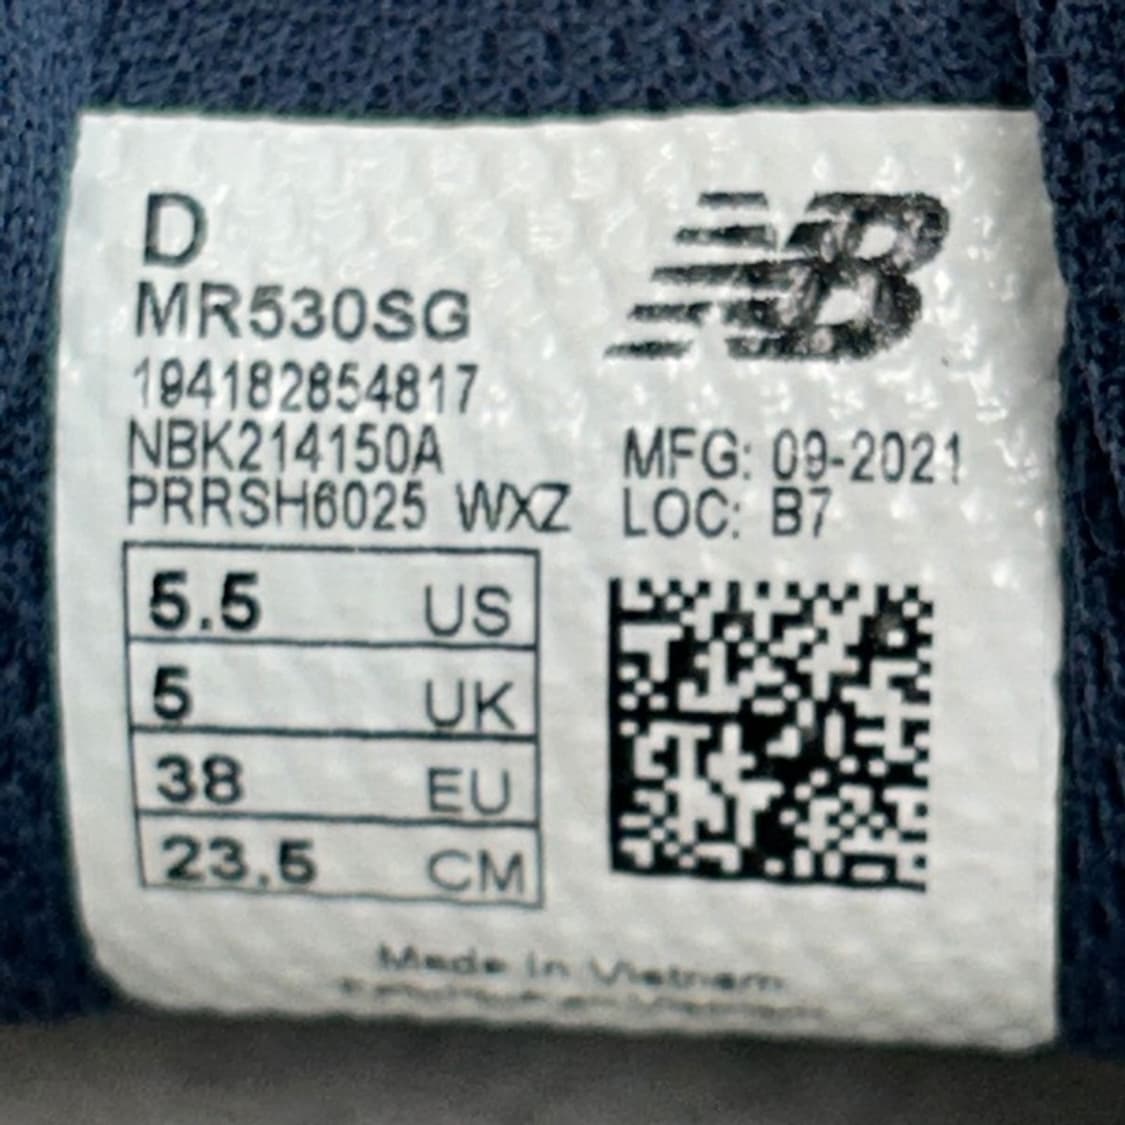 D
NB
MR530SG
194182854817
NBK214150A
MFG: 09-2021
PRRSH6025 WXZ
LOC: B7
5.5 US
5 UK
38 EU
23.5 CM
Made in Vietnam